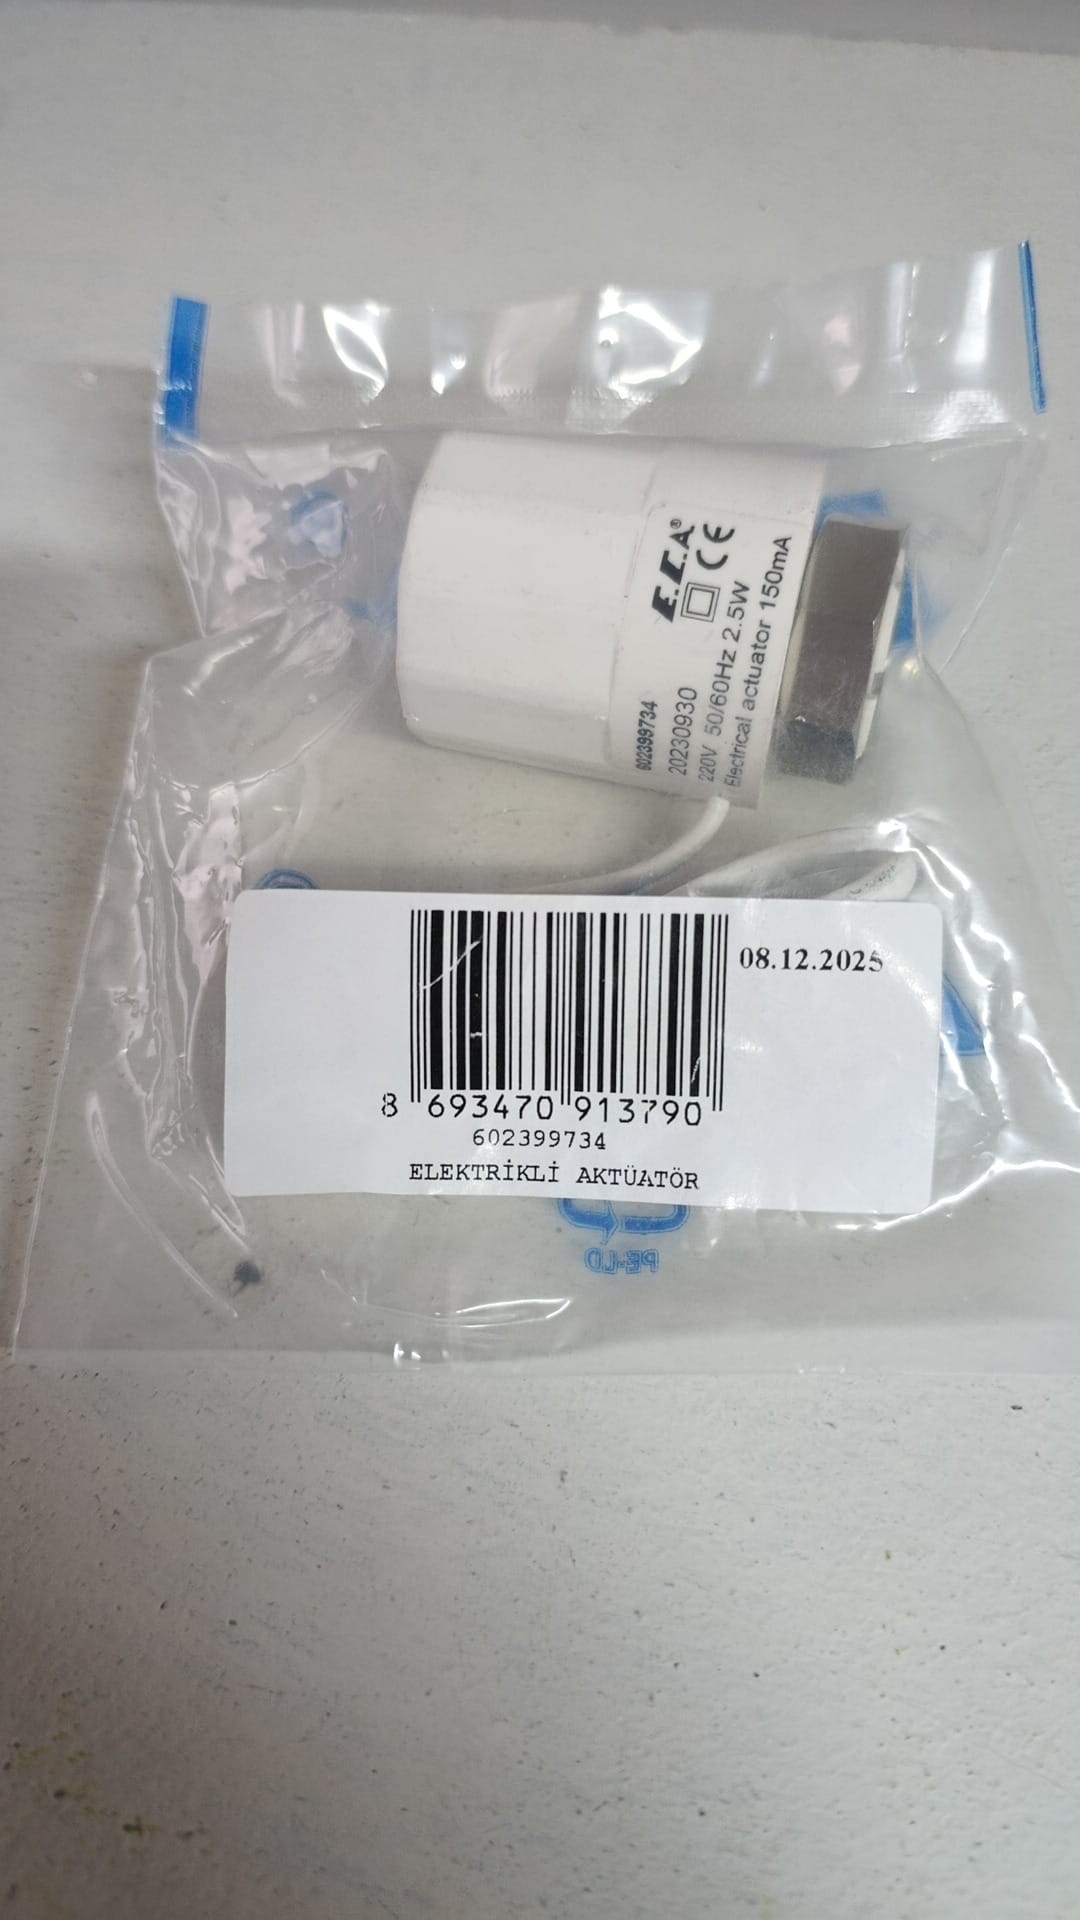 E.C.A®
CE
602399734
20230930
220V 50/60Hz 2.5W
Electrical actuator 150mA
08.12.2025
8 693470 913790
602399734
ELEKTRİKLİ AKTÜATÖR
PE-LD